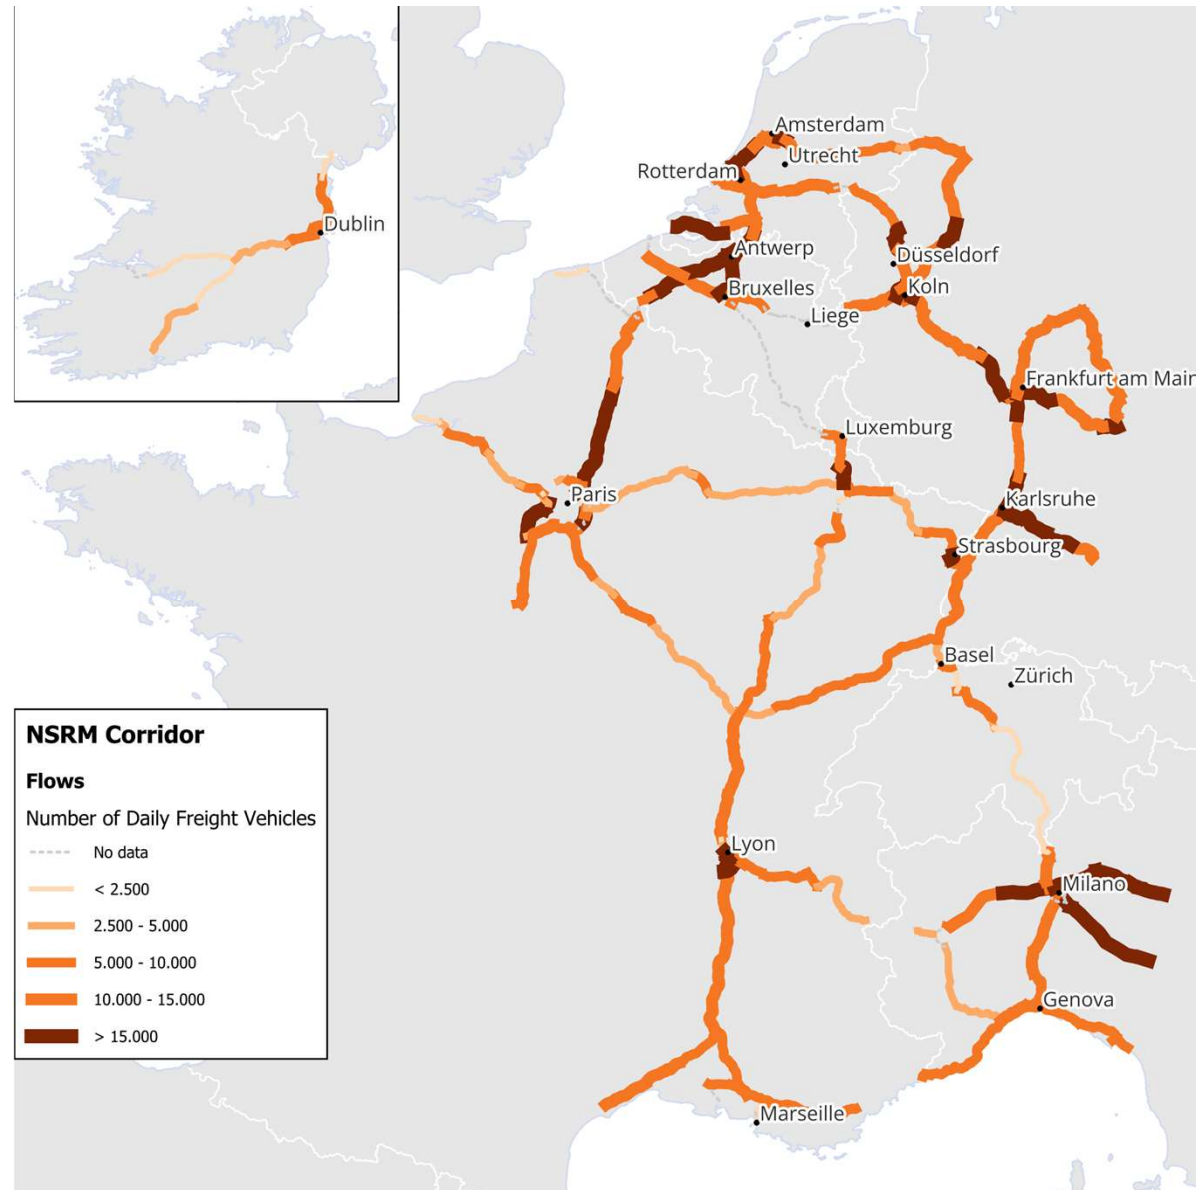 Dublin
Amsterdam
Utrecht
Rotterdam
Antwerp
Düsseldorf
Bruxelles
Koln
Liege
Frankfurt am Main
Luxemburg
Paris
Karlsruhe
Strasbourg
Basel
Zürich
NSRM Corridor
Flows
Number of Daily Freight Vehicles
No data
< 2.500
2.500 - 5.000
5.000 - 10.000
10.000 - 15.000
> 15.000
Lyon
Milano
Genova
Marseille